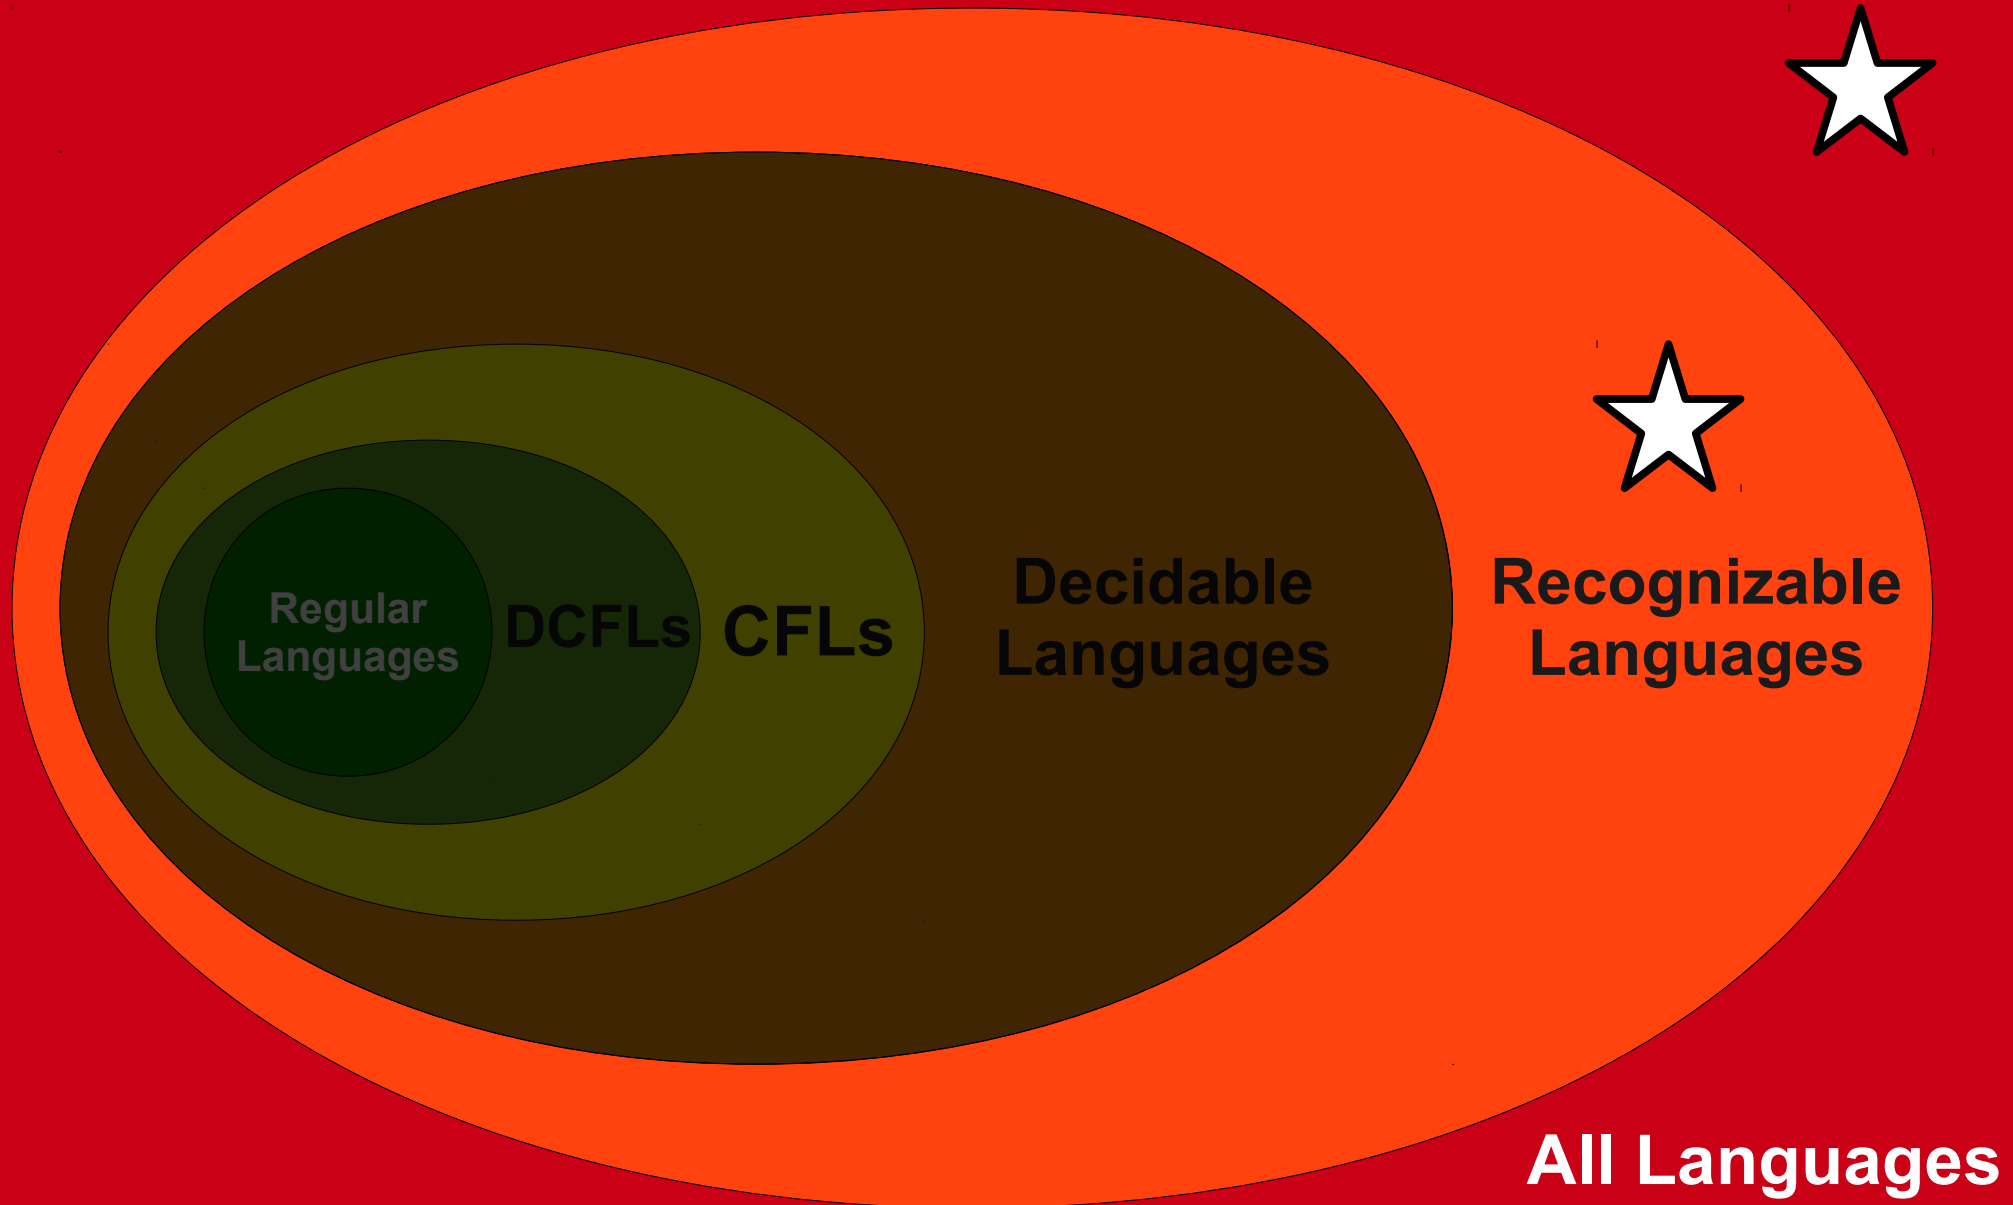 Regular
Languages
DCFLs
CFLs
Decidable
Languages
Recognizable
Languages
All Languages